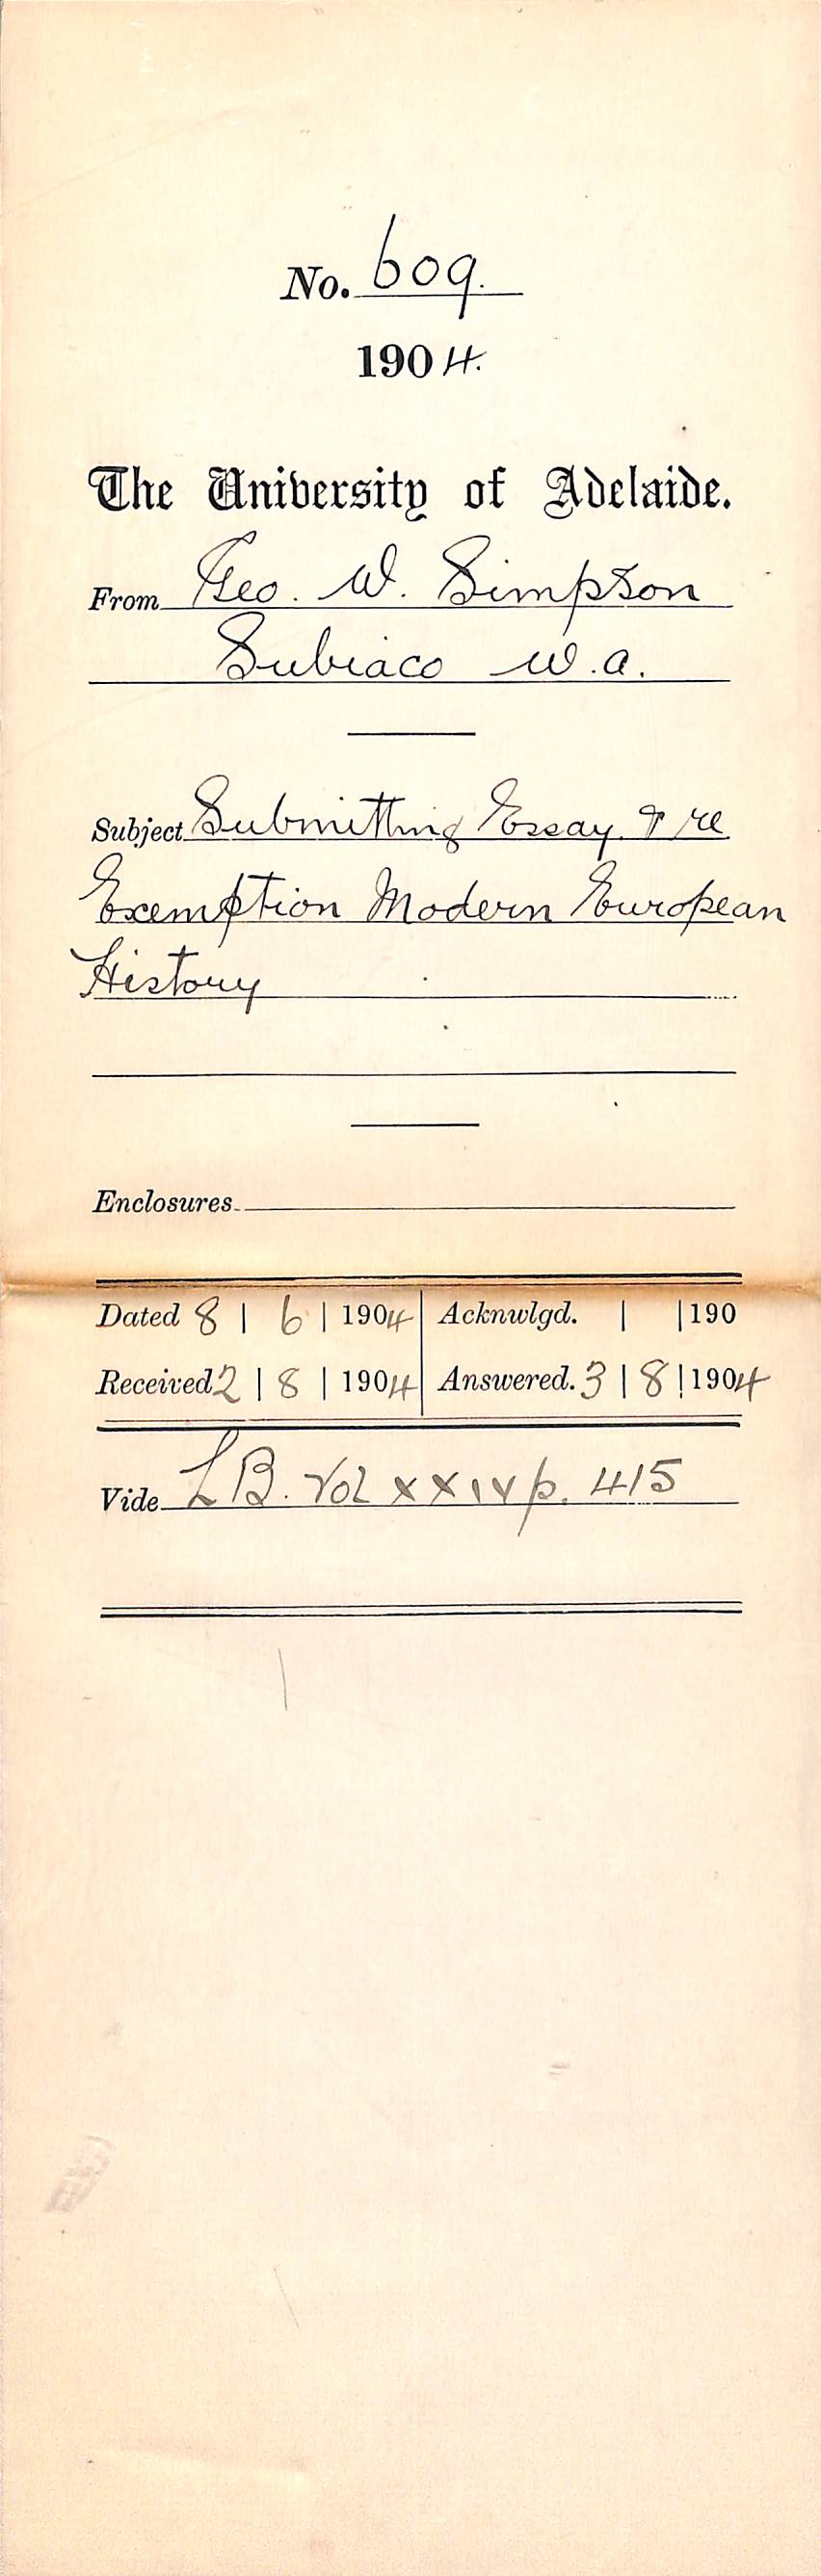 No. 609.
1904.
The University of Adelaide.
From Geo. W. Simpson
Subiaco W.a.
Subject Submitting Essay & re
Exemption Modern European
History
Enclosures
Dated 8 | 6 | 1904 Acknwlgd. | | 190
Received 2 | 8 | 1904 Answered. 3 | 8 | 1904
Vide LB. Vol xxiv p. 415